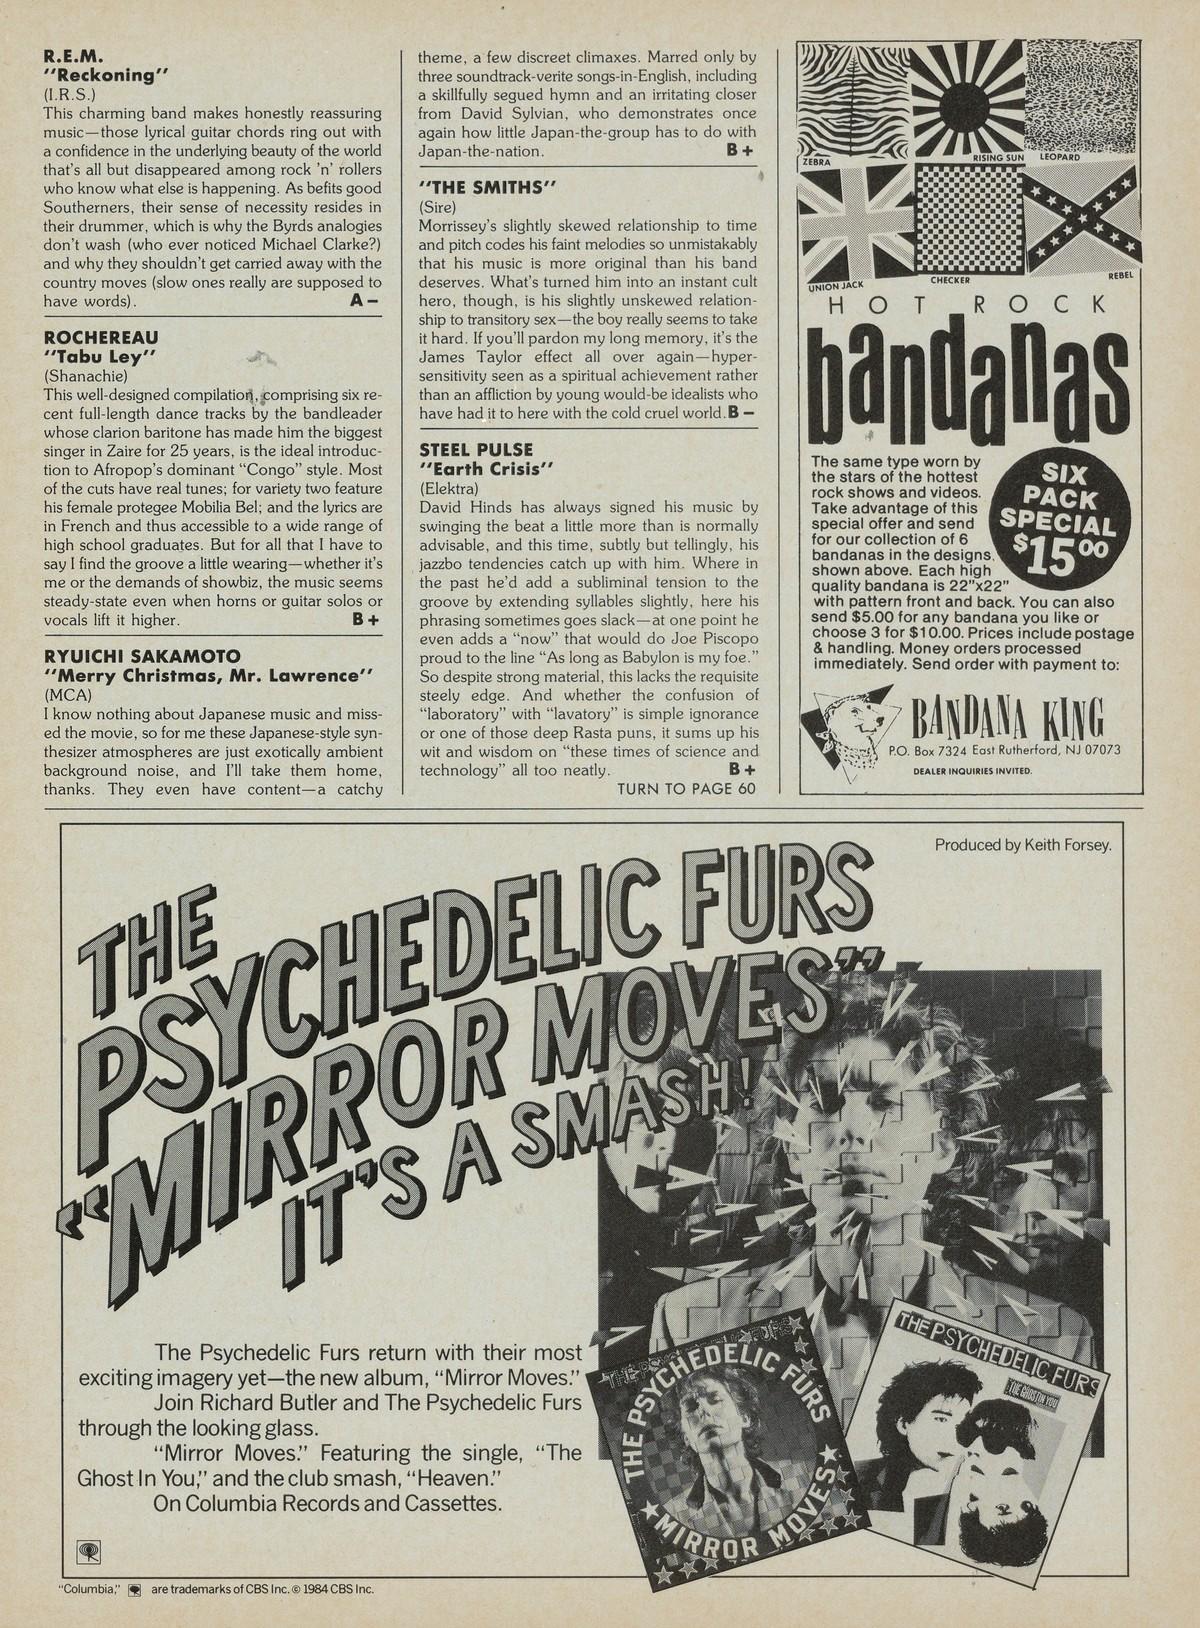 R.E.M.
"Reckoning"
(I.R.S.)
This charming band makes honestly reassuring
music—those lyrical guitar chords ring out with
a confidence in the underlying beauty of the world
that's all but disappeared among rock 'n' rollers
who know what else is happening. As befits good
Southerners, their sense of necessity resides in
their drummer, which is why the Byrds analogies
don't wash (who ever noticed Michael Clarke?)
and why they shouldn't get carried away with the
country moves (slow ones really are supposed to
have words). A –
ROCHEREAU
"Tabu Ley"
(Shanachie)
This well-designed compilation, comprising six re-
cent full-length dance tracks by the bandleader
whose clarion baritone has made him the biggest
singer in Zaire for 25 years, is the ideal introduc-
tion to Afropop's dominant "Congo" style. Most
of the cuts have real tunes; for variety two feature
his female protegee Mobilia Bel; and the lyrics are
in French and thus accessible to a wide range of
high school graduates. But for all that I have to
say I find the groove a little wearing—whether it's
me or the demands of showbiz, the music seems
steady-state even when horns or guitar solos or
vocals lift it higher. B +
RYUICHI SAKAMOTO
"Merry Christmas, Mr. Lawrence"
(MCA)
I know nothing about Japanese music and miss-
ed the movie, so for me these Japanese-style syn-
thesizer atmospheres are just exotically ambient
background noise, and I'll take them home,
thanks. They even have content—a catchy
theme, a few discreet climaxes. Marred only by
three soundtrack-verite songs-in-English, including
a skillfully segued hymn and an irritating closer
from David Sylvian, who demonstrates once
again how little Japan-the-group has to do with
Japan-the-nation. B +
"THE SMITHS"
(Sire)
Morrissey's slightly skewed relationship to time
and pitch codes his faint melodies so unmistakably
that his music is more original than his band
deserves. What's turned him into an instant cult
hero, though, is his slightly unskewed relation-
ship to transitory sex—the boy really seems to take
it hard. If you'll pardon my long memory, it's the
James Taylor effect all over again—hyper-
sensitivity seen as a spiritual achievement rather
than an affliction by young would-be idealists who
have had it to here with the cold cruel world. B –
STEEL PULSE
"Earth Crisis"
(Elektra)
David Hinds has always signed his music by
swinging the beat a little more than is normally
advisable, and this time, subtly but tellingly, his
jazzbo tendencies catch up with him. Where in
the past he'd add a subliminal tension to the
groove by extending syllables slightly, here his
phrasing sometimes goes slack—at one point he
even adds a "now" that would do Joe Piscopo
proud to the line "As long as Babylon is my foe."
So despite strong material, this lacks the requisite
steely edge. And whether the confusion of
"laboratory" with "lavatory" is simple ignorance
or one of those deep Rasta puns, it sums up his
wit and wisdom on "these times of science and
technology" all too neatly. B +
TURN TO PAGE 60
ZEBRA
RISING SUN
LEOPARD
UNION JACK
CHECKER
REBEL
HOT ROCK
bandanas
The same type worn by
the stars of the hottest
rock shows and videos.
Take advantage of this
special offer and send
for our collection of 6
bandanas in the designs
shown above. Each high
quality bandana is 22"x22"
with pattern front and back. You can also
send $5.00 for any bandana you like or
choose 3 for $10.00. Prices include postage
& handling. Money orders processed
immediately. Send order with payment to:
SIX
PACK
SPECIAL
$1500
BANDANA KING
P.O. Box 7324 East Rutherford, NJ 07073
DEALER INQUIRIES INVITED.
Produced by Keith Forsey.
THE
PSYCHEDELIC FURS
"MIRROR MOVES"
IT'S A SMASH!
The Psychedelic Furs return with their most
exciting imagery yet—the new album, "Mirror Moves."
Join Richard Butler and The Psychedelic Furs
through the looking glass.
"Mirror Moves." Featuring the single, "The
Ghost In You," and the club smash, "Heaven."
On Columbia Records and Cassettes.
THE PSYCHEDELIC FURS
MIRROR MOVES
THE PSYCHEDELIC FURS
THE GHOST IN YOU
"Columbia," are trademarks of CBS Inc. © 1984 CBS Inc.